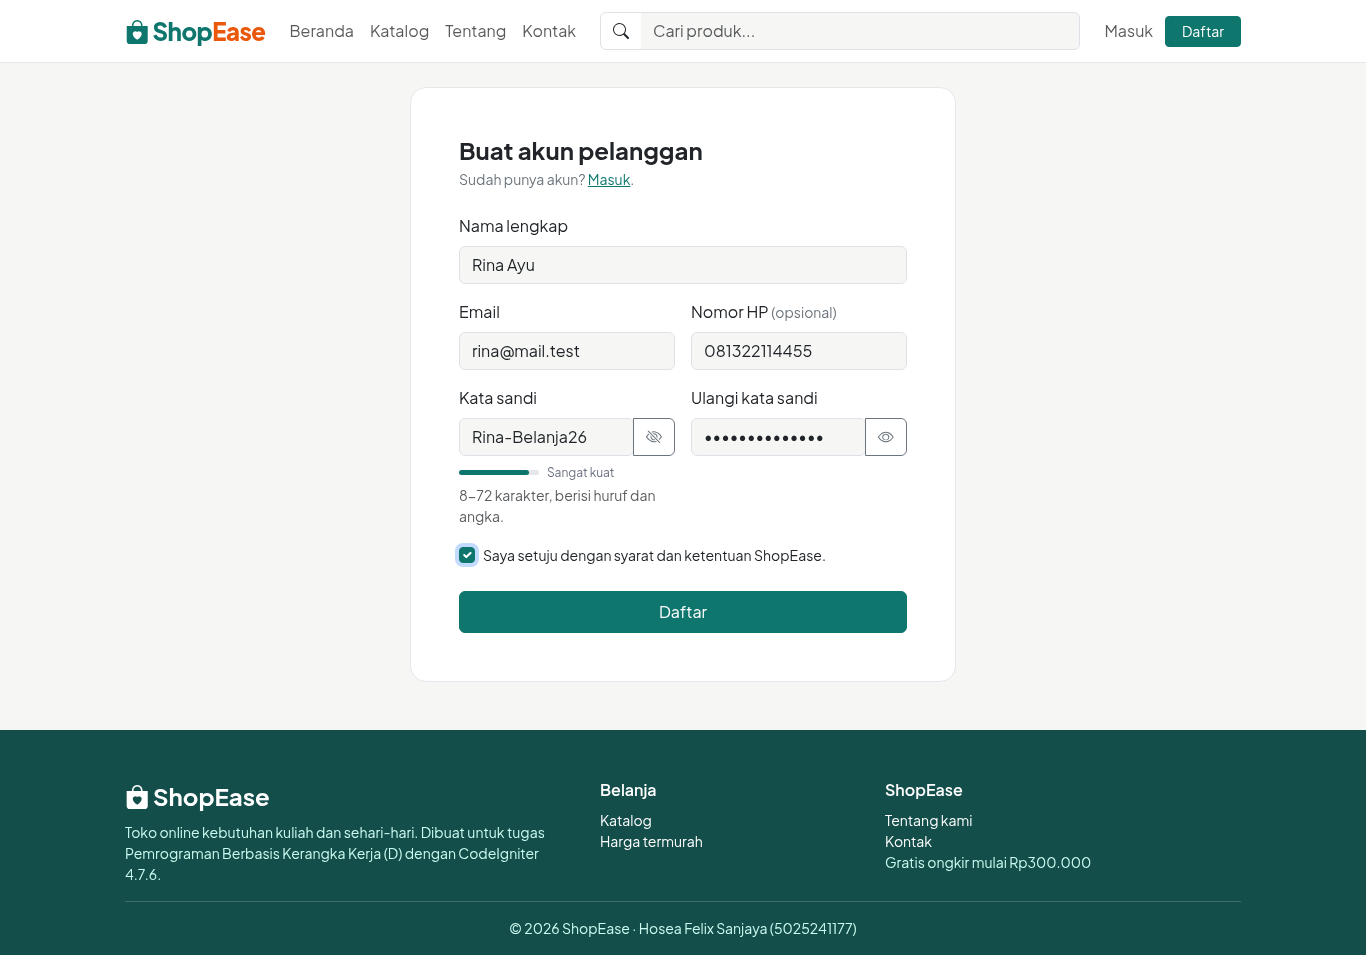 ShopEase Beranda Katalog Tentang Kontak Cari produk... Masuk Daftar
Buat akun pelanggan
Sudah punya akun? Masuk.
Nama lengkap
Rina Ayu
Email Nomor HP (opsional)
rina@mail.test 081322114455
Kata sandi Ulangi kata sandi
Rina-Belanja26 ••••••••••••••
Sangat kuat
8–72 karakter, berisi huruf dan
angka.
Saya setuju dengan syarat dan ketentuan ShopEase.
Daftar
ShopEase
Toko online kebutuhan kuliah dan sehari-hari. Dibuat untuk tugas
Pemrograman Berbasis Kerangka Kerja (D) dengan CodeIgniter
4.7.6.
Belanja
Katalog
Harga termurah
ShopEase
Tentang kami
Kontak
Gratis ongkir mulai Rp300.000
© 2026 ShopEase · Hosea Felix Sanjaya (5025241177)